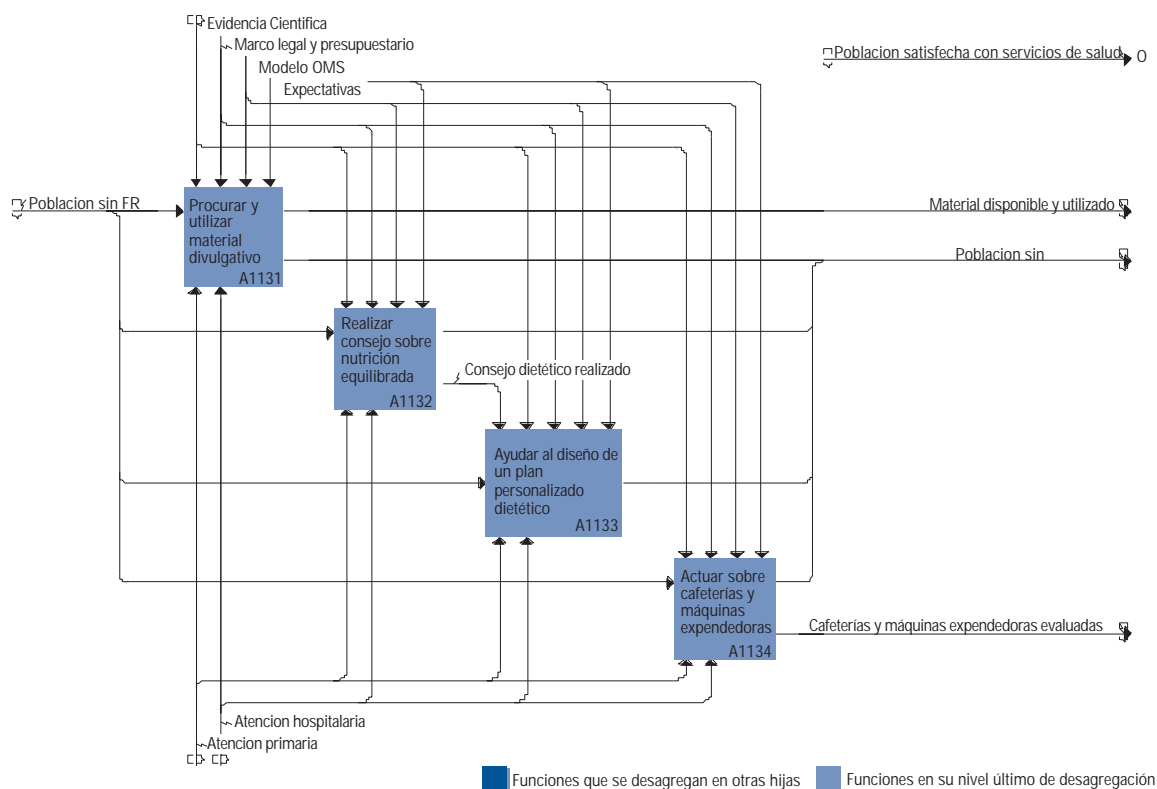 Evidencia Cientifica
Marco legal y presupuestario
Modelo OMS
Expectativas
Poblacion satisfecha con servicios de salud
O
Poblacion sin FR
Procurar y
utilizar
material
divulgativo
A1131
Material disponible y utilizado
Poblacion sin
Realizar
consejo sobre
nutrición
equilibrada
A1132
Consejo dietético realizado
Ayudar al diseño de
un plan
personalizado
dietético
A1133
Actuar sobre
cafeterías y
máquinas
expendedoras
A1134
Cafeterías y máquinas expendedoras evaluadas
Atencion hospitalaria
Atencion primaria
Funciones que se desagregan en otras hijas
Funciones en su nivel último de desagregación